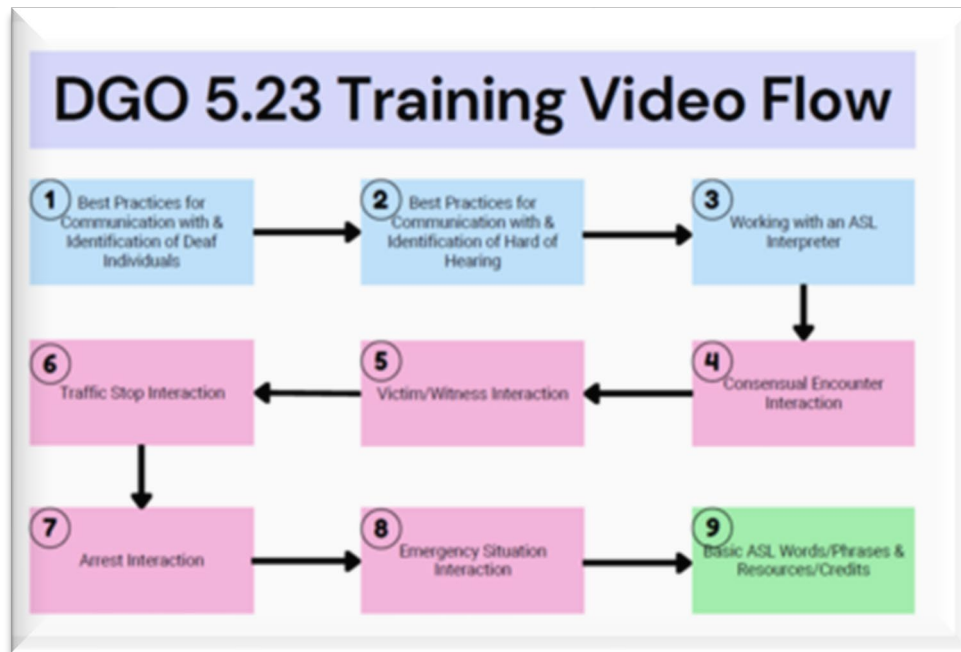 DGO 5.23 Training Video Flow
1
Best Practices for
Communication with &
Identification of Deaf
Individuals
2
Best Practices for
Communication with &
Identification of Hard of
Hearing
3
Working with an ASL
Interpreter
4
Consensual Encounter
Interaction
5
Victim/Witness Interaction
6
Traffic Stop Interaction
7
Arrest Interaction
8
Emergency Situation
Interaction
9
Basic ASL Words/Phrases &
Resources/Credits